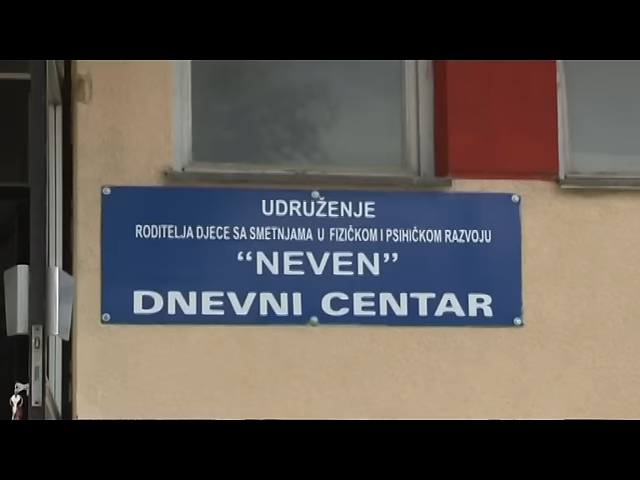 UDRUŽENJE
RODITELJA DJECE SA SMETNJAMA U FIZIČKOM I PSIHIČKOM RAZVOJU
“NEVEN”
DNEVNI CENTAR